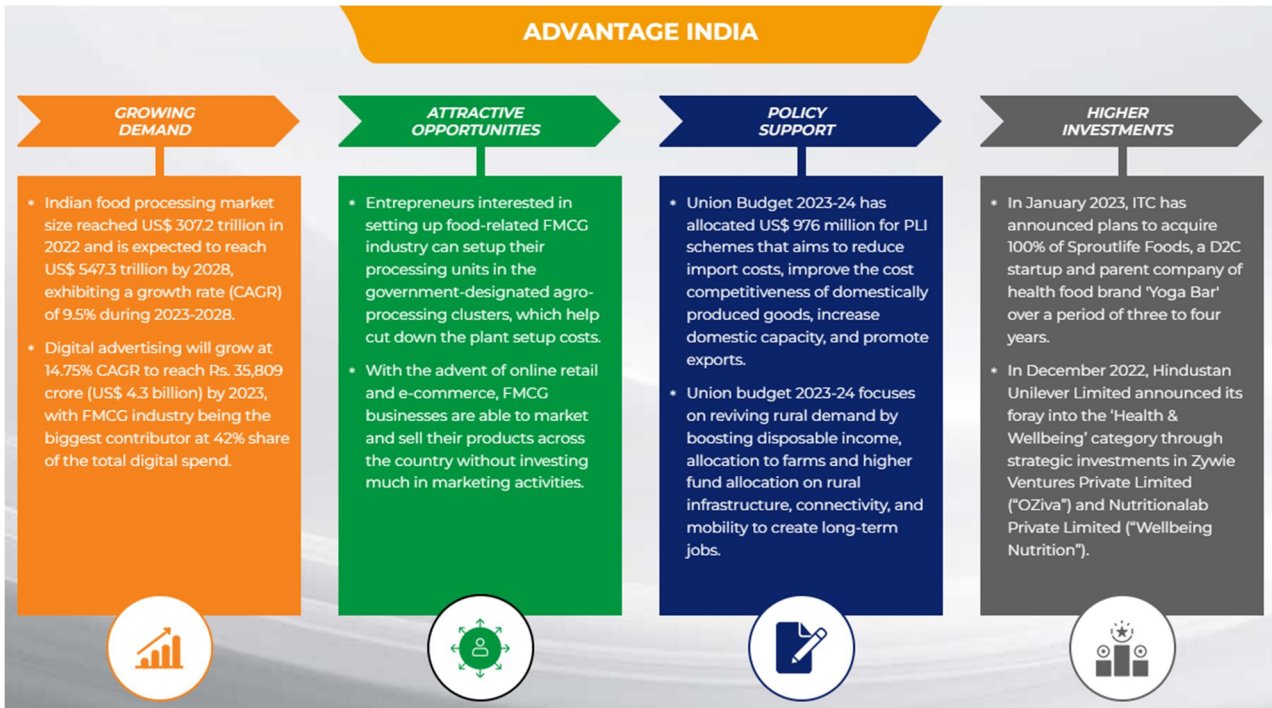 ADVANTAGE INDIA
GROWING
DEMAND
* Indian food processing market
size reached US$ 307.2 trillion in
2022 and is expected to reach
US$ 547.3 trillion by 2028,
exhibiting a growth rate (CAGR)
of 9.5% during 2023-2028.
* Digital advertising will grow at
14.75% CAGR to reach Rs. 35,809
crore (US$ 4.3 billion) by 2023,
with FMCG industry being the
biggest contributor at 42% share
of the total digital spend.
ATTRACTIVE
OPPORTUNITIES
* Entrepreneurs interested in
setting up food-related FMCG
industry can setup their
processing units in the
government-designated agro-
processing clusters, which help
cut down the plant setup costs.
* With the advent of online retail
and e-commerce, FMCG
businesses are able to market
and sell their products across
the country without investing
much in marketing activities.
POLICY
SUPPORT
* Union Budget 2023-24 has
allocated US$ 976 million for PLI
schemes that aims to reduce
import costs, improve the cost
competitiveness of domestically
produced goods, increase
domestic capacity, and promote
exports.
* Union budget 2023-24 focuses
on reviving rural demand by
boosting disposable income,
allocation to farms and higher
fund allocation on rural
infrastructure, connectivity, and
mobility to create long-term
jobs.
HIGHER
INVESTMENTS
* In January 2023, ITC has
announced plans to acquire
100% of Sproutlife Foods, a D2C
startup and parent company of
health food brand 'Yoga Bar'
over a period of three to four
years.
* In December 2022, Hindustan
Unilever Limited announced its
foray into the ‘Health &
Wellbeing’ category through
strategic investments in Zywie
Ventures Private Limited
(“OZiva”) and Nutritionalab
Private Limited (“Wellbeing
Nutrition”).